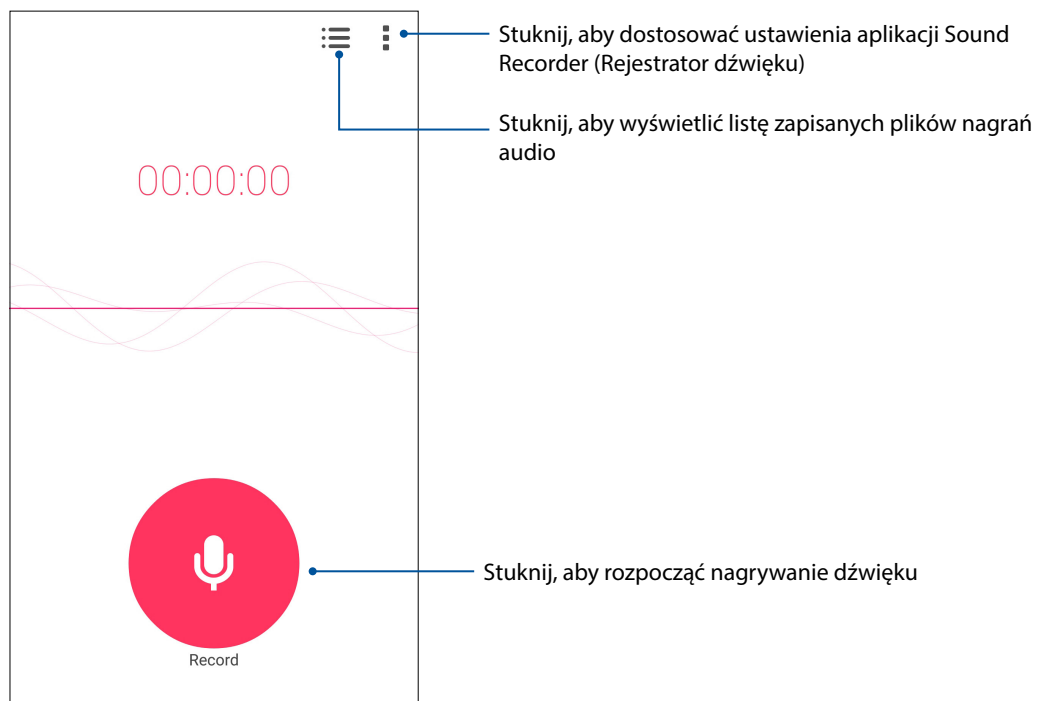 Stuknij, aby dostosować ustawienia aplikacji Sound
Recorder (Rejestrator dźwięku)
Stuknij, aby wyświetlić listę zapisanych plików nagrań
audio
00:00:00
Stuknij, aby rozpocząć nagrywanie dźwięku
Record